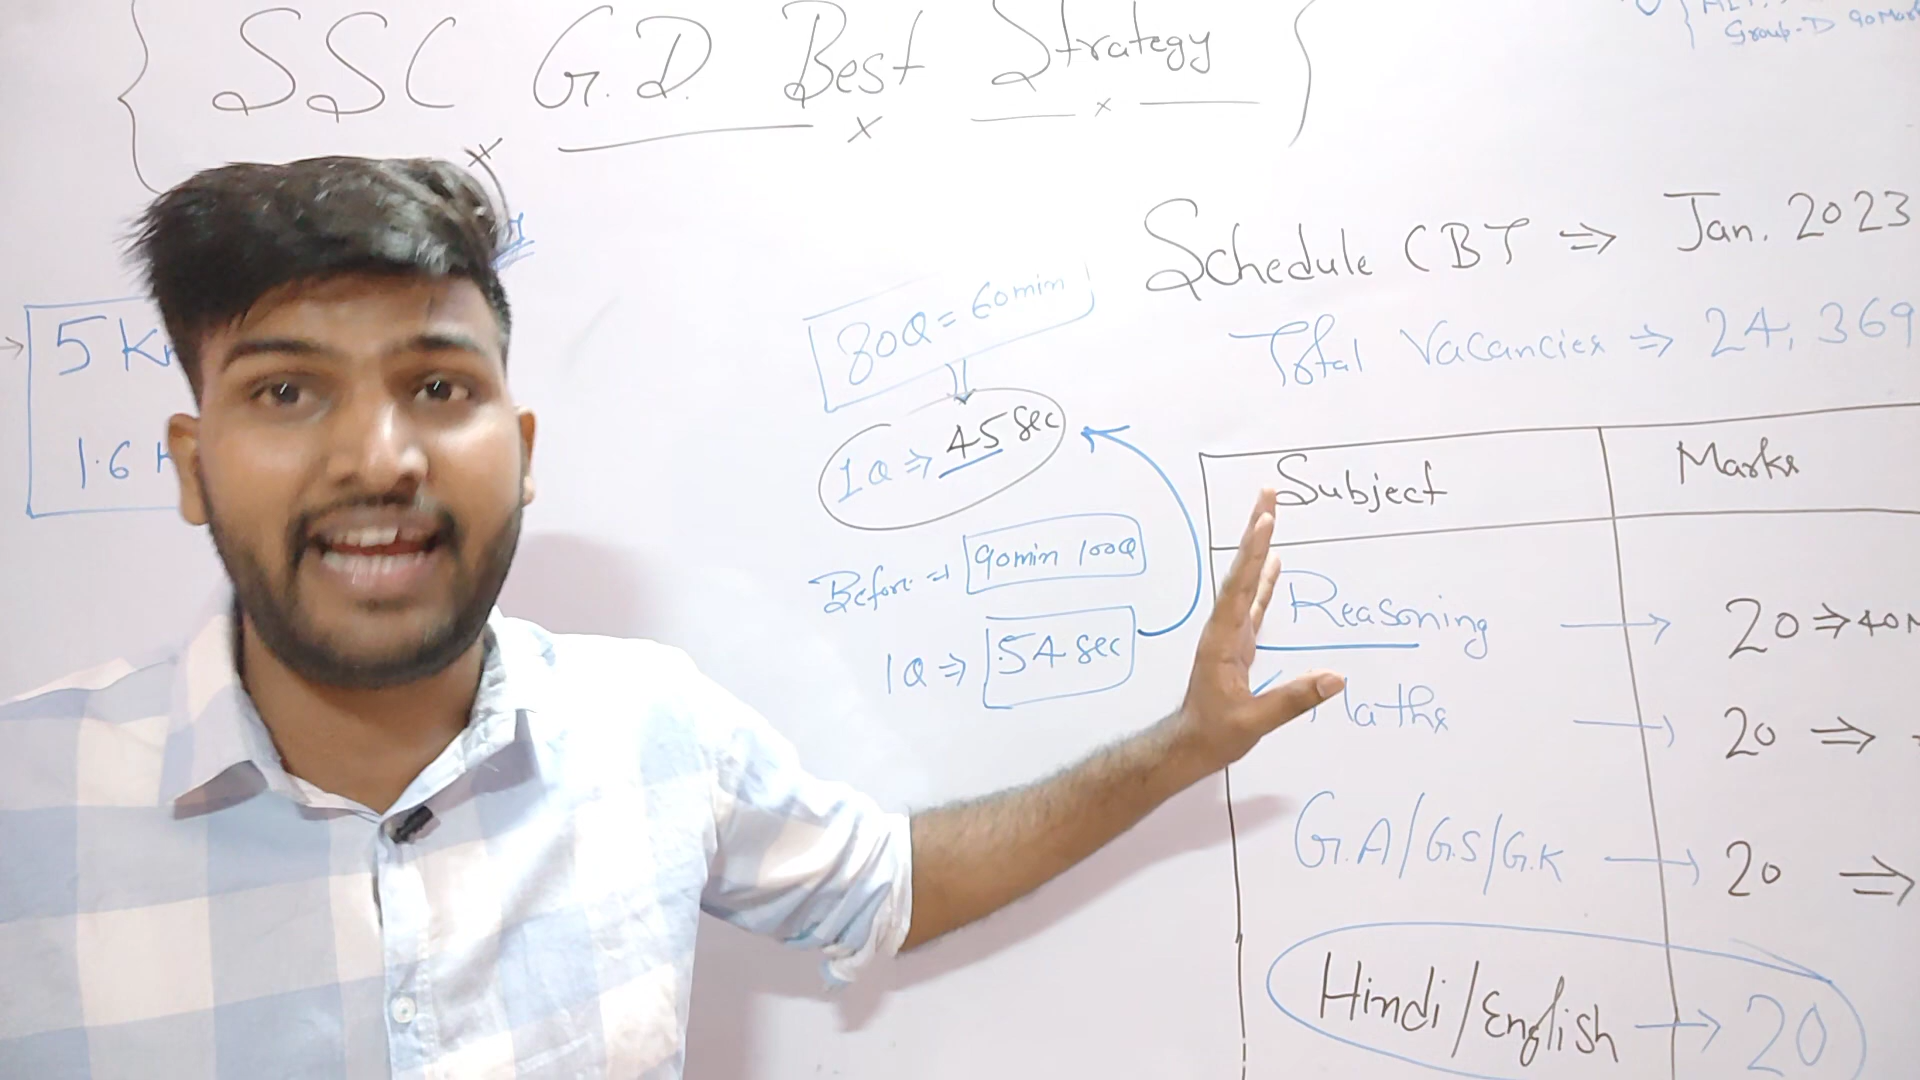 SSC G.D. Best Strategy
Group-D 90 Mar
5 K
1.6 K
80Q = 60min
1Q ⇒ 45 sec
Before → 90min 100Q
1Q ⇒ 54 sec
Schedule CBT ⇒ Jan. 2023
Total Vacancies ⇒ 24,369
Subject Marks
Reasoning → 20 ⇒ 40
Maths → 20 ⇒
G.A/G.S/G.K → 20 ⇒
Hindi/English → 20